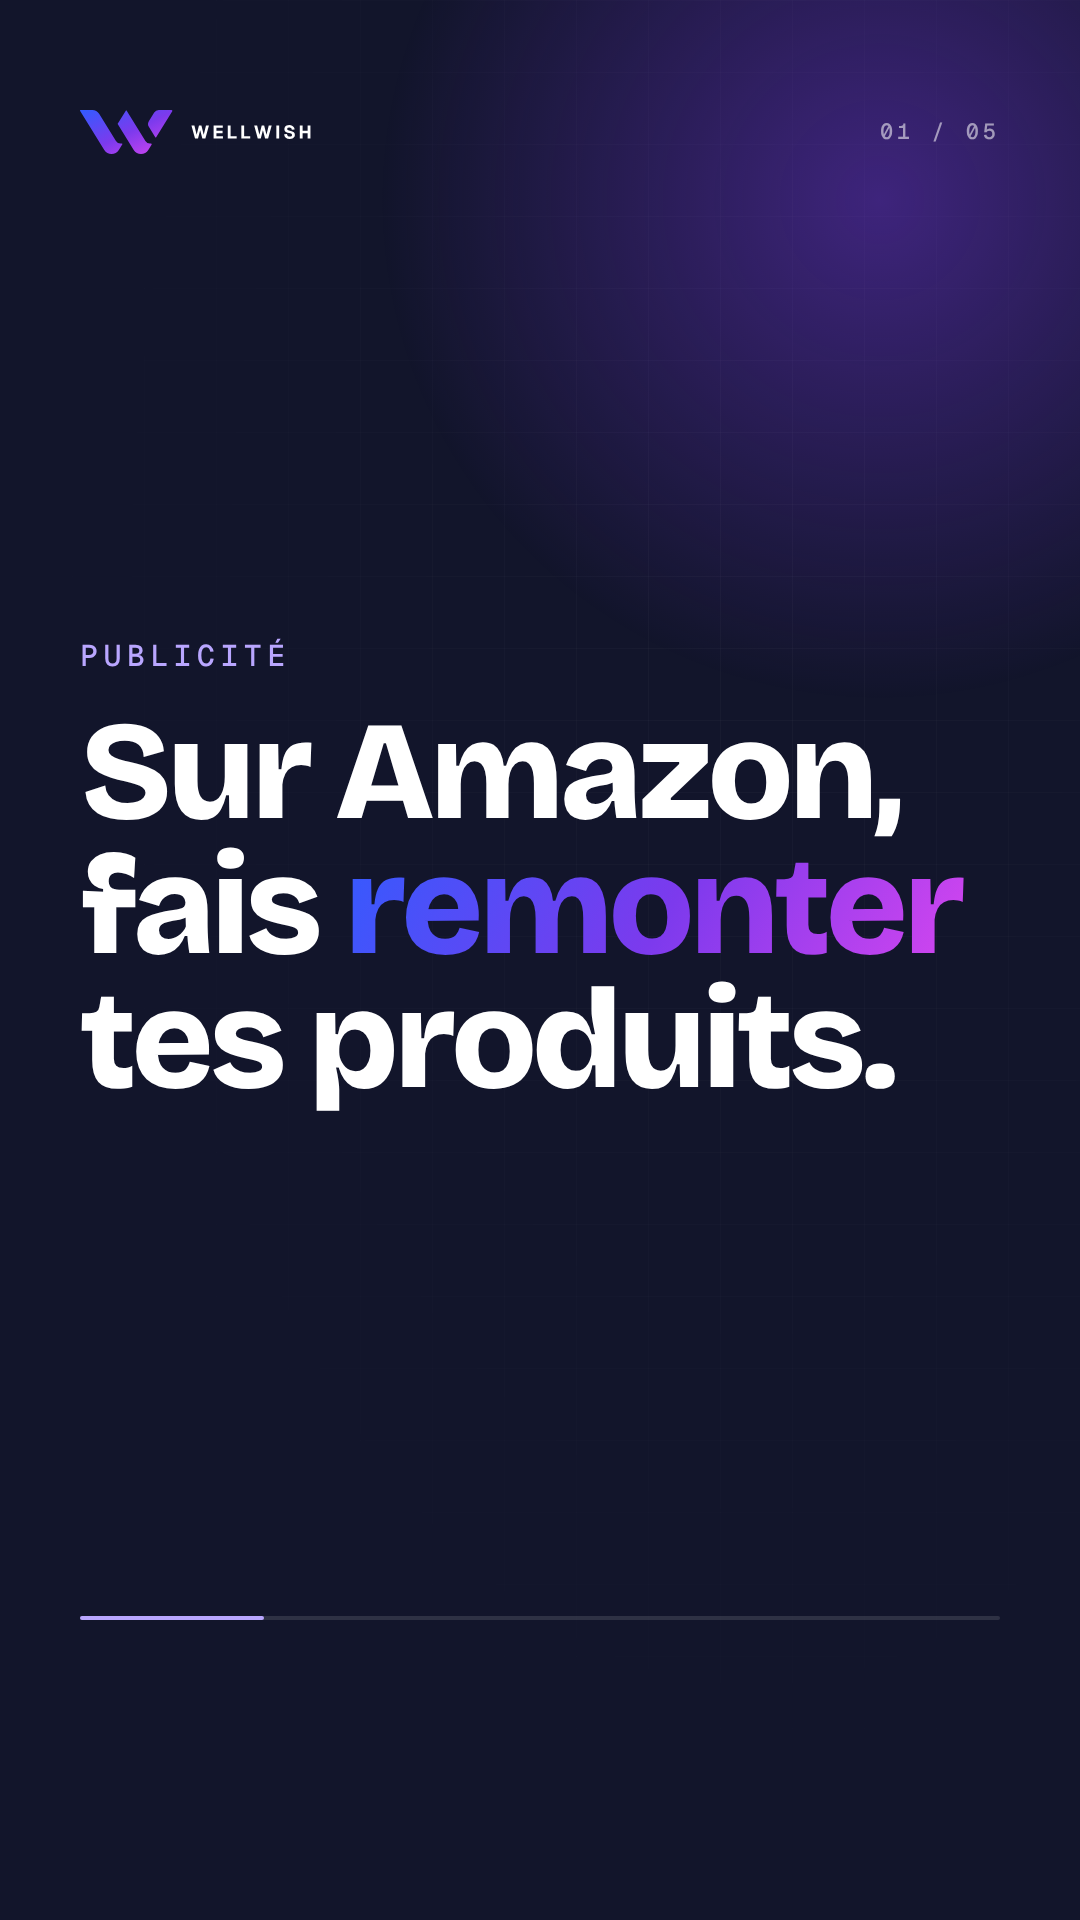 WELLWISH
01 / 05
PUBLICITÉ
Sur Amazon,
fais remonter
tes produits.